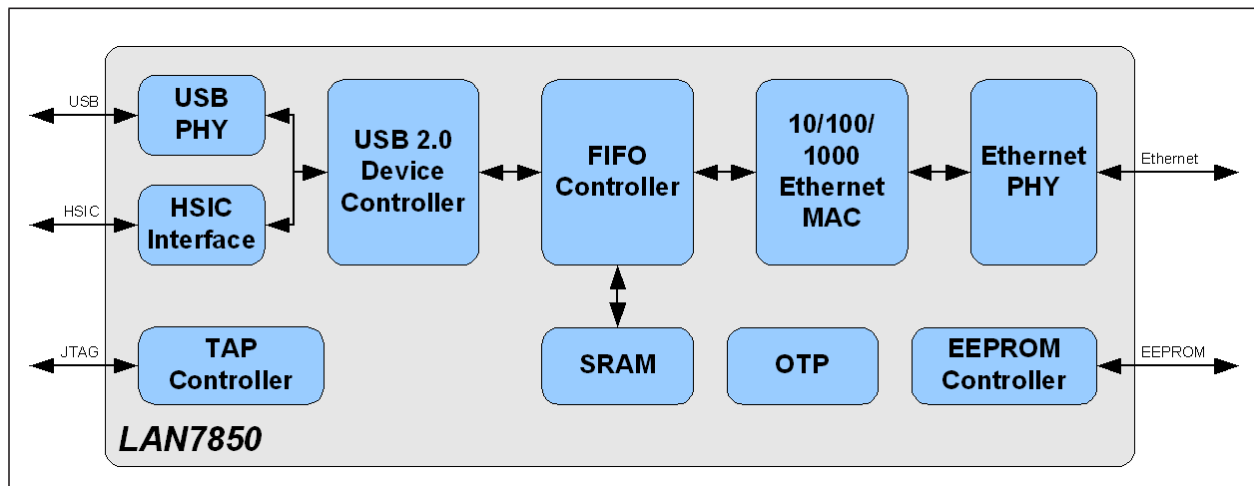 USB
USB
PHY
HSIC
HSIC
Interface
USB 2.0
Device
Controller
FIFO
Controller
10/100/
1000
Ethernet
MAC
Ethernet
PHY
Ethernet
JTAG
TAP
Controller
SRAM
OTP
EEPROM
Controller
EEPROM
LAN7850